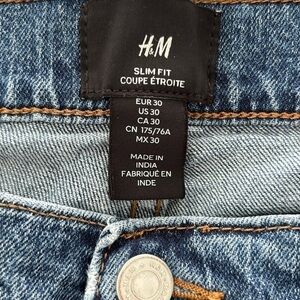 H&M
SLIM FIT
COUPE ÉTROITE
EUR 30
US 30
CA 30
CN 175/76A
MX 30
MADE IN
INDIA
FABRIQUÉ EN
INDE